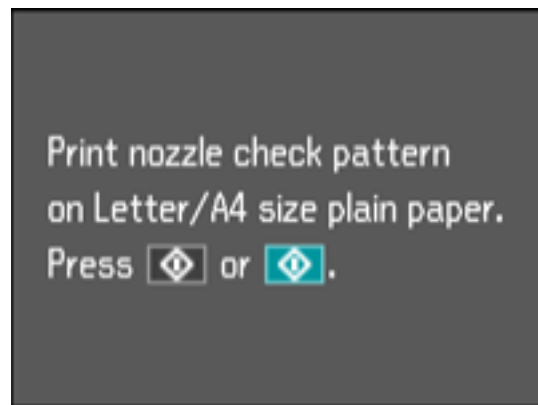 Print nozzle check pattern
on Letter/A4 size plain paper.
Press or .